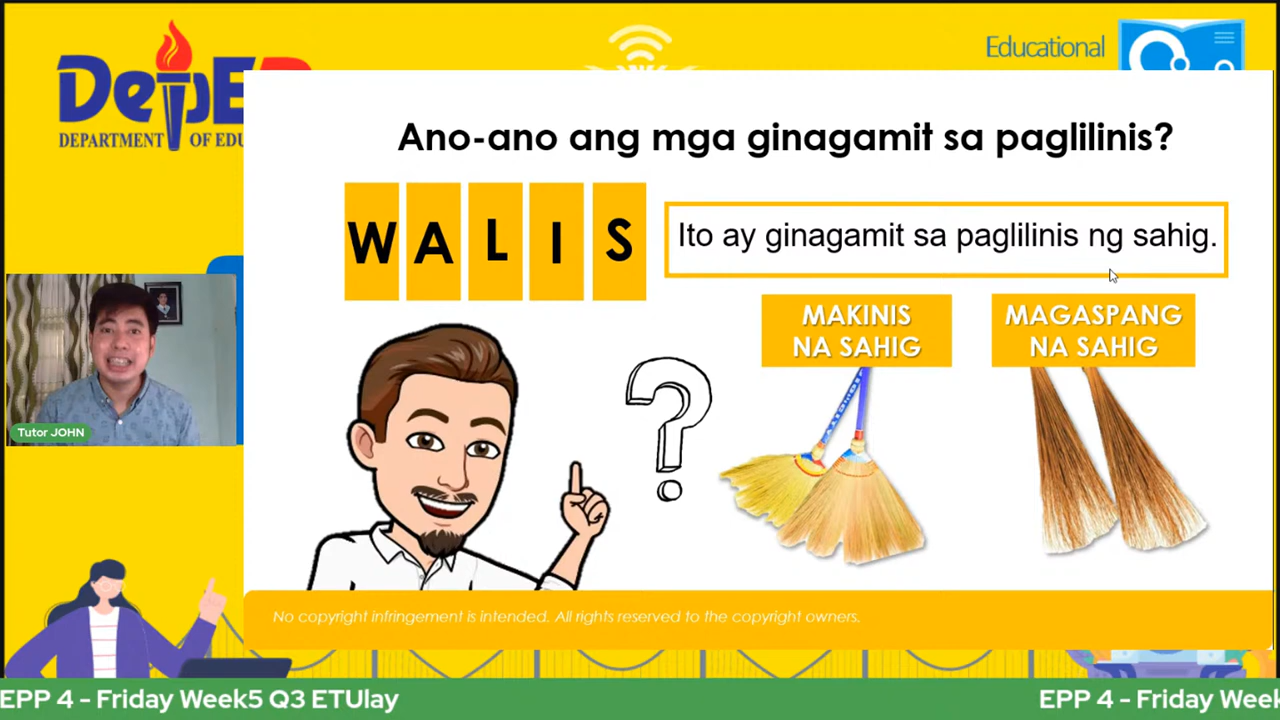 Educational
DepED
DEPARTMENT OF EDU
Ano-ano ang mga ginagamit sa paglilinis?
WALIS
Ito ay ginagamit sa paglilinis ng sahig.
MAKINIS
NA SAHIG
MAGASPANG
NA SAHIG
Tutor JOHN
No copyright infringement is intended. All rights reserved to the copyright owners.
EPP 4 - Friday Week5 Q3 ETUlay
EPP 4 - Friday Week